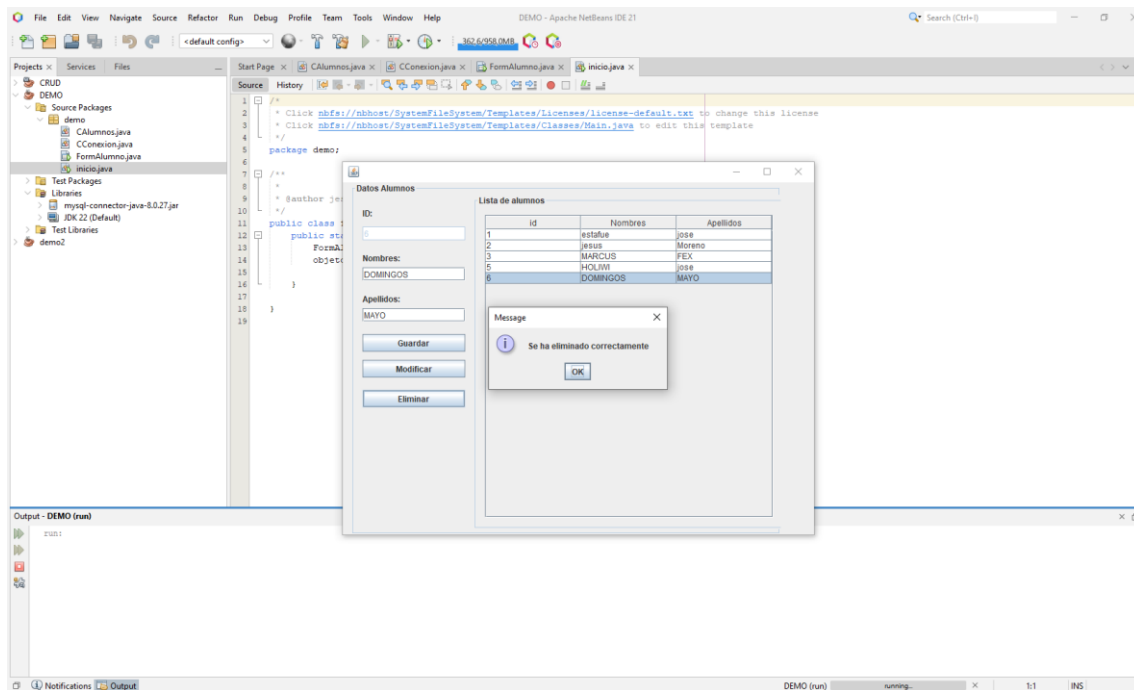 File Edit View Navigate Source Refactor Run Debug Profile Team Tools Window Help
DEMO - Apache NetBeans IDE 21
Search (Ctrl+I)
<default config>
362.6/958.0MB
Projects
Services
Files
Start Page
CAlumnos.java
CConexion.java
FormAlumno.java
inicio.java
CRUD
DEMO
Source Packages
demo
CAlumnos.java
CConexion.java
FormAlumno.java
inicio.java
Test Packages
Libraries
mysql-connector-java-8.0.27.jar
JDK 22 (Default)
Test Libraries
demo2
Source
History
1 /*
2 * Click nbfs://nbhost/SystemFileSystem/Templates/Licenses/license-default.txt to change this license
3 * Click nbfs://nbhost/SystemFileSystem/Templates/Classes/Main.java to edit this template
4 */
5 package demo;
6
7 /**
8 *
9 * @author je
10 */
11 public class
12 public sta
13 FormAl
14 objeto
15
16 }
17
18 }
19
Datos Alumnos
ID:
6
Nombres:
DOMINGOS
Apellidos:
MAYO
Guardar
Modificar
Eliminar
Lista de alumnos
id Nombres Apellidos
1 estafue jose
2 jesus Moreno
3 MARCUS FEX
5 HOLIWI jose
6 DOMINGOS MAYO
Message
Se ha eliminado correctamente
OK
Output - DEMO (run)
run:
Notifications
Output
DEMO (run)
running...
1:1
INS